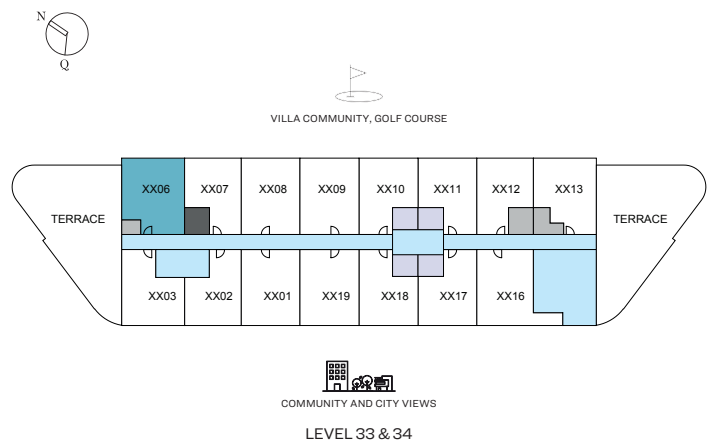 N
Q
VILLA COMMUNITY, GOLF COURSE
XX06 XX07 XX08 XX09 XX10 XX11 XX12 XX13
TERRACE TERRACE
XX03 XX02 XX01 XX19 XX18 XX17 XX16
COMMUNITY AND CITY VIEWS
LEVEL 33 & 34